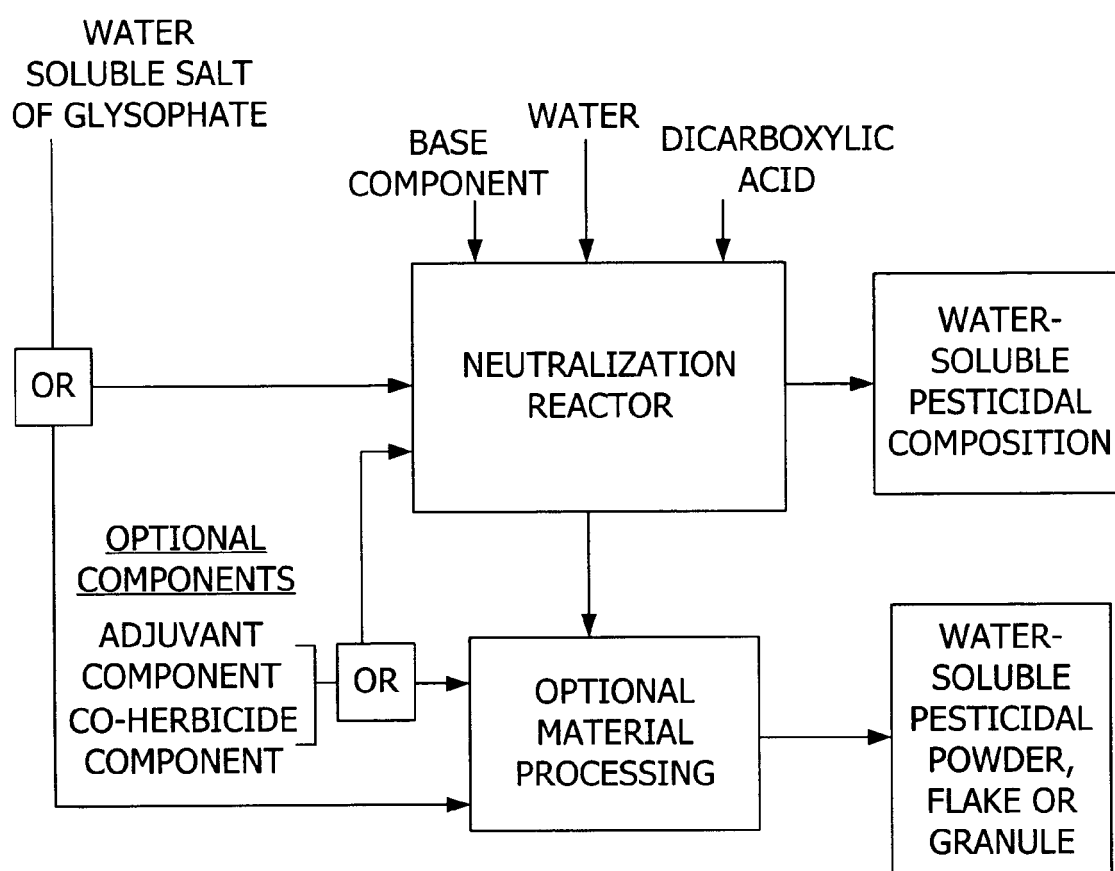 WATER
SOLUBLE SALT
OF GLYSOPHATE
BASE
COMPONENT
WATER
DICARBOXYLIC
ACID
OR
NEUTRALIZATION
REACTOR
WATER-
SOLUBLE
PESTICIDAL
COMPOSITION
OPTIONAL
COMPONENTS
ADJUVANT
COMPONENT
CO-HERBICIDE
COMPONENT
OR
OPTIONAL
MATERIAL
PROCESSING
WATER-
SOLUBLE
PESTICIDAL
POWDER,
FLAKE OR
GRANULE